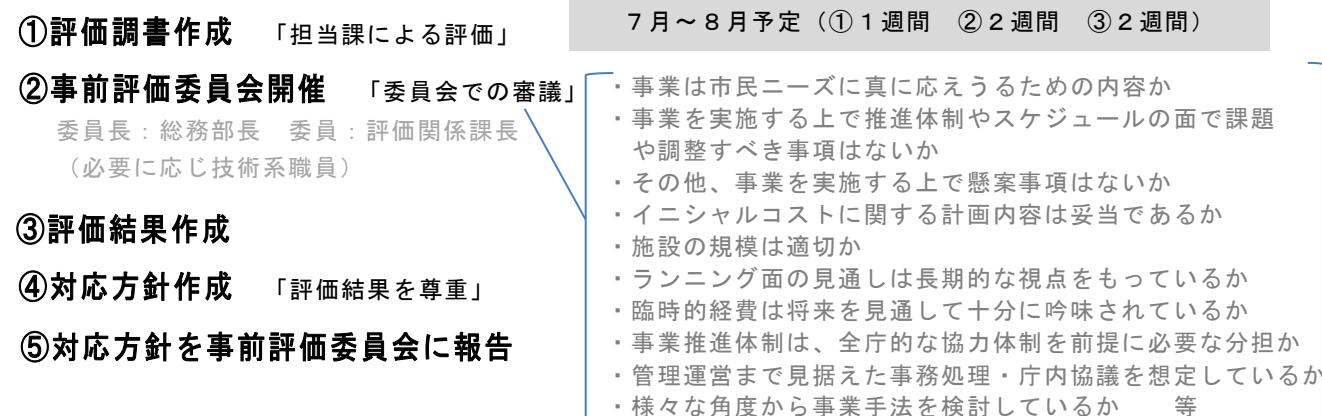 ①評価調書作成 「担当課による評価」
②事前評価委員会開催 「委員会での審議」
委員長：総務部長 委員：評価関係課長
（必要に応じ技術系職員）
③評価結果作成
④対応方針作成 「評価結果を尊重」
⑤対応方針を事前評価委員会に報告
７月～８月予定（①１週間 ②２週間 ③２週間）
・事業は市民ニーズに真に応えうるための内容か
・事業を実施する上で推進体制やスケジュールの面で課題
や調整すべき事項はないか
・その他、事業を実施する上で懸案事項はないか
・イニシャルコストに関する計画内容は妥当であるか
・施設の規模は適切か
・ランニング面の見通しは長期的な視点をもっているか
・臨時的経費は将来を見通して十分に吟味されているか
・事業推進体制は、全庁的な協力体制を前提に必要な分担か
・管理運営まで見据えた事務処理・庁内協議を想定しているか
・様々な角度から事業手法を検討しているか 等